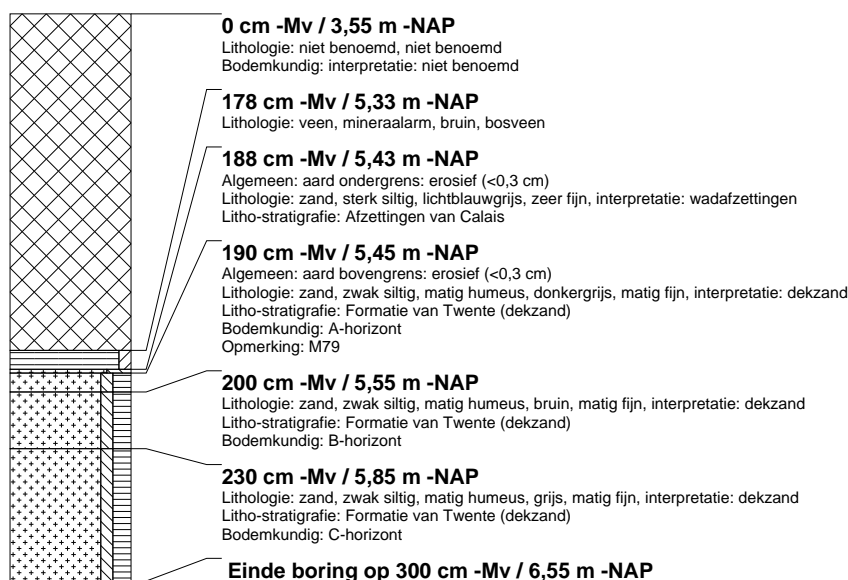 0 cm -Mv / 3,55 m -NAP
Lithologie: niet benoemd, niet benoemd
Bodemkundig: interpretatie: niet benoemd
178 cm -Mv / 5,33 m -NAP
Lithologie: veen, mineraalarm, bruin, bosveen
188 cm -Mv / 5,43 m -NAP
Algemeen: aard ondergrens: erosief (<0,3 cm)
Lithologie: zand, sterk siltig, lichtblauwgrijs, zeer fijn, interpretatie: wadafzettingen
Litho-stratigrafie: Afzettingen van Calais
190 cm -Mv / 5,45 m -NAP
Algemeen: aard bovengrens: erosief (<0,3 cm)
Lithologie: zand, zwak siltig, matig humeus, donkergrijs, matig fijn, interpretatie: dekzand
Litho-stratigrafie: Formatie van Twente (dekzand)
Bodemkundig: A-horizont
Opmerking: M79
200 cm -Mv / 5,55 m -NAP
Lithologie: zand, zwak siltig, matig humeus, bruin, matig fijn, interpretatie: dekzand
Litho-stratigrafie: Formatie van Twente (dekzand)
Bodemkundig: B-horizont
230 cm -Mv / 5,85 m -NAP
Lithologie: zand, zwak siltig, matig humeus, grijs, matig fijn, interpretatie: dekzand
Litho-stratigrafie: Formatie van Twente (dekzand)
Bodemkundig: C-horizont
Einde boring op 300 cm -Mv / 6,55 m -NAP